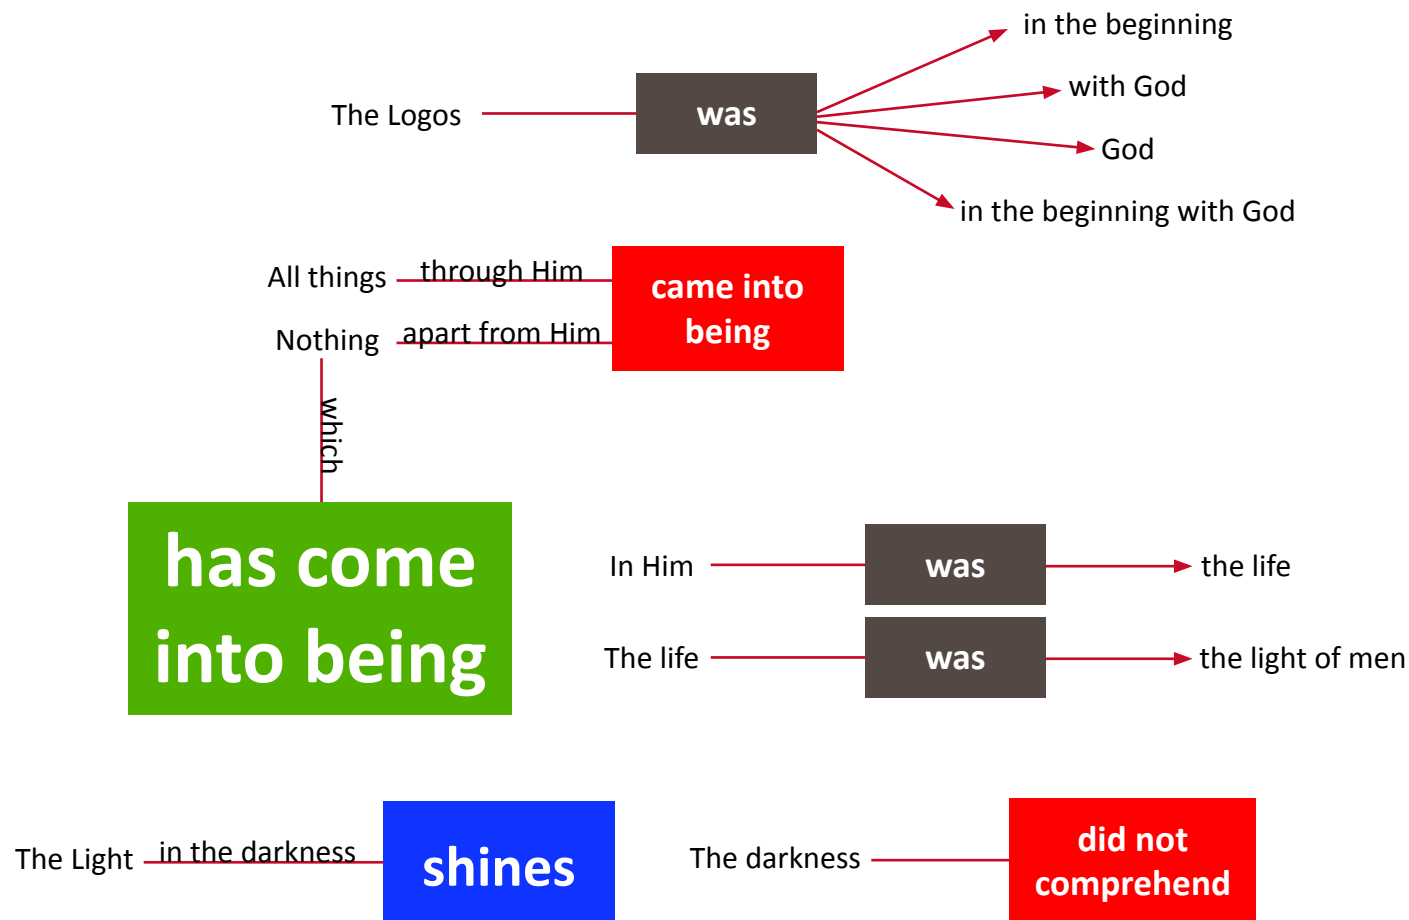 in the beginning
The Logos was with God
God
in the beginning with God
All things through Him came into
being
Nothing apart from Him
which
has come
into being
In Him was the life
The life was the light of men
The Light in the darkness shines
The darkness did not
comprehend